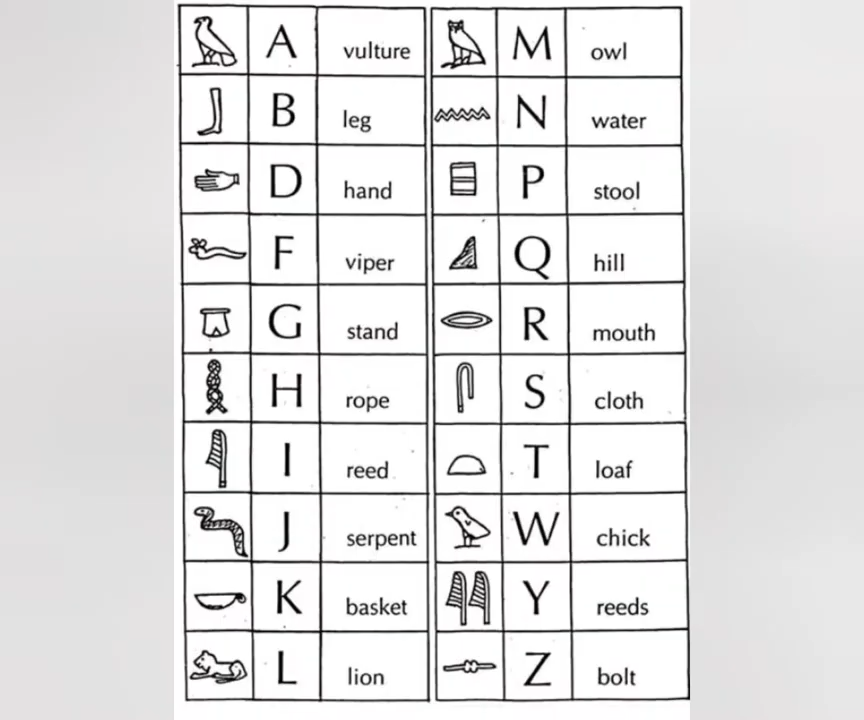 A vulture M owl
B leg N water
D hand P stool
F viper Q hill
G stand R mouth
H rope S cloth
I reed T loaf
J serpent W chick
K basket Y reeds
L lion Z bolt